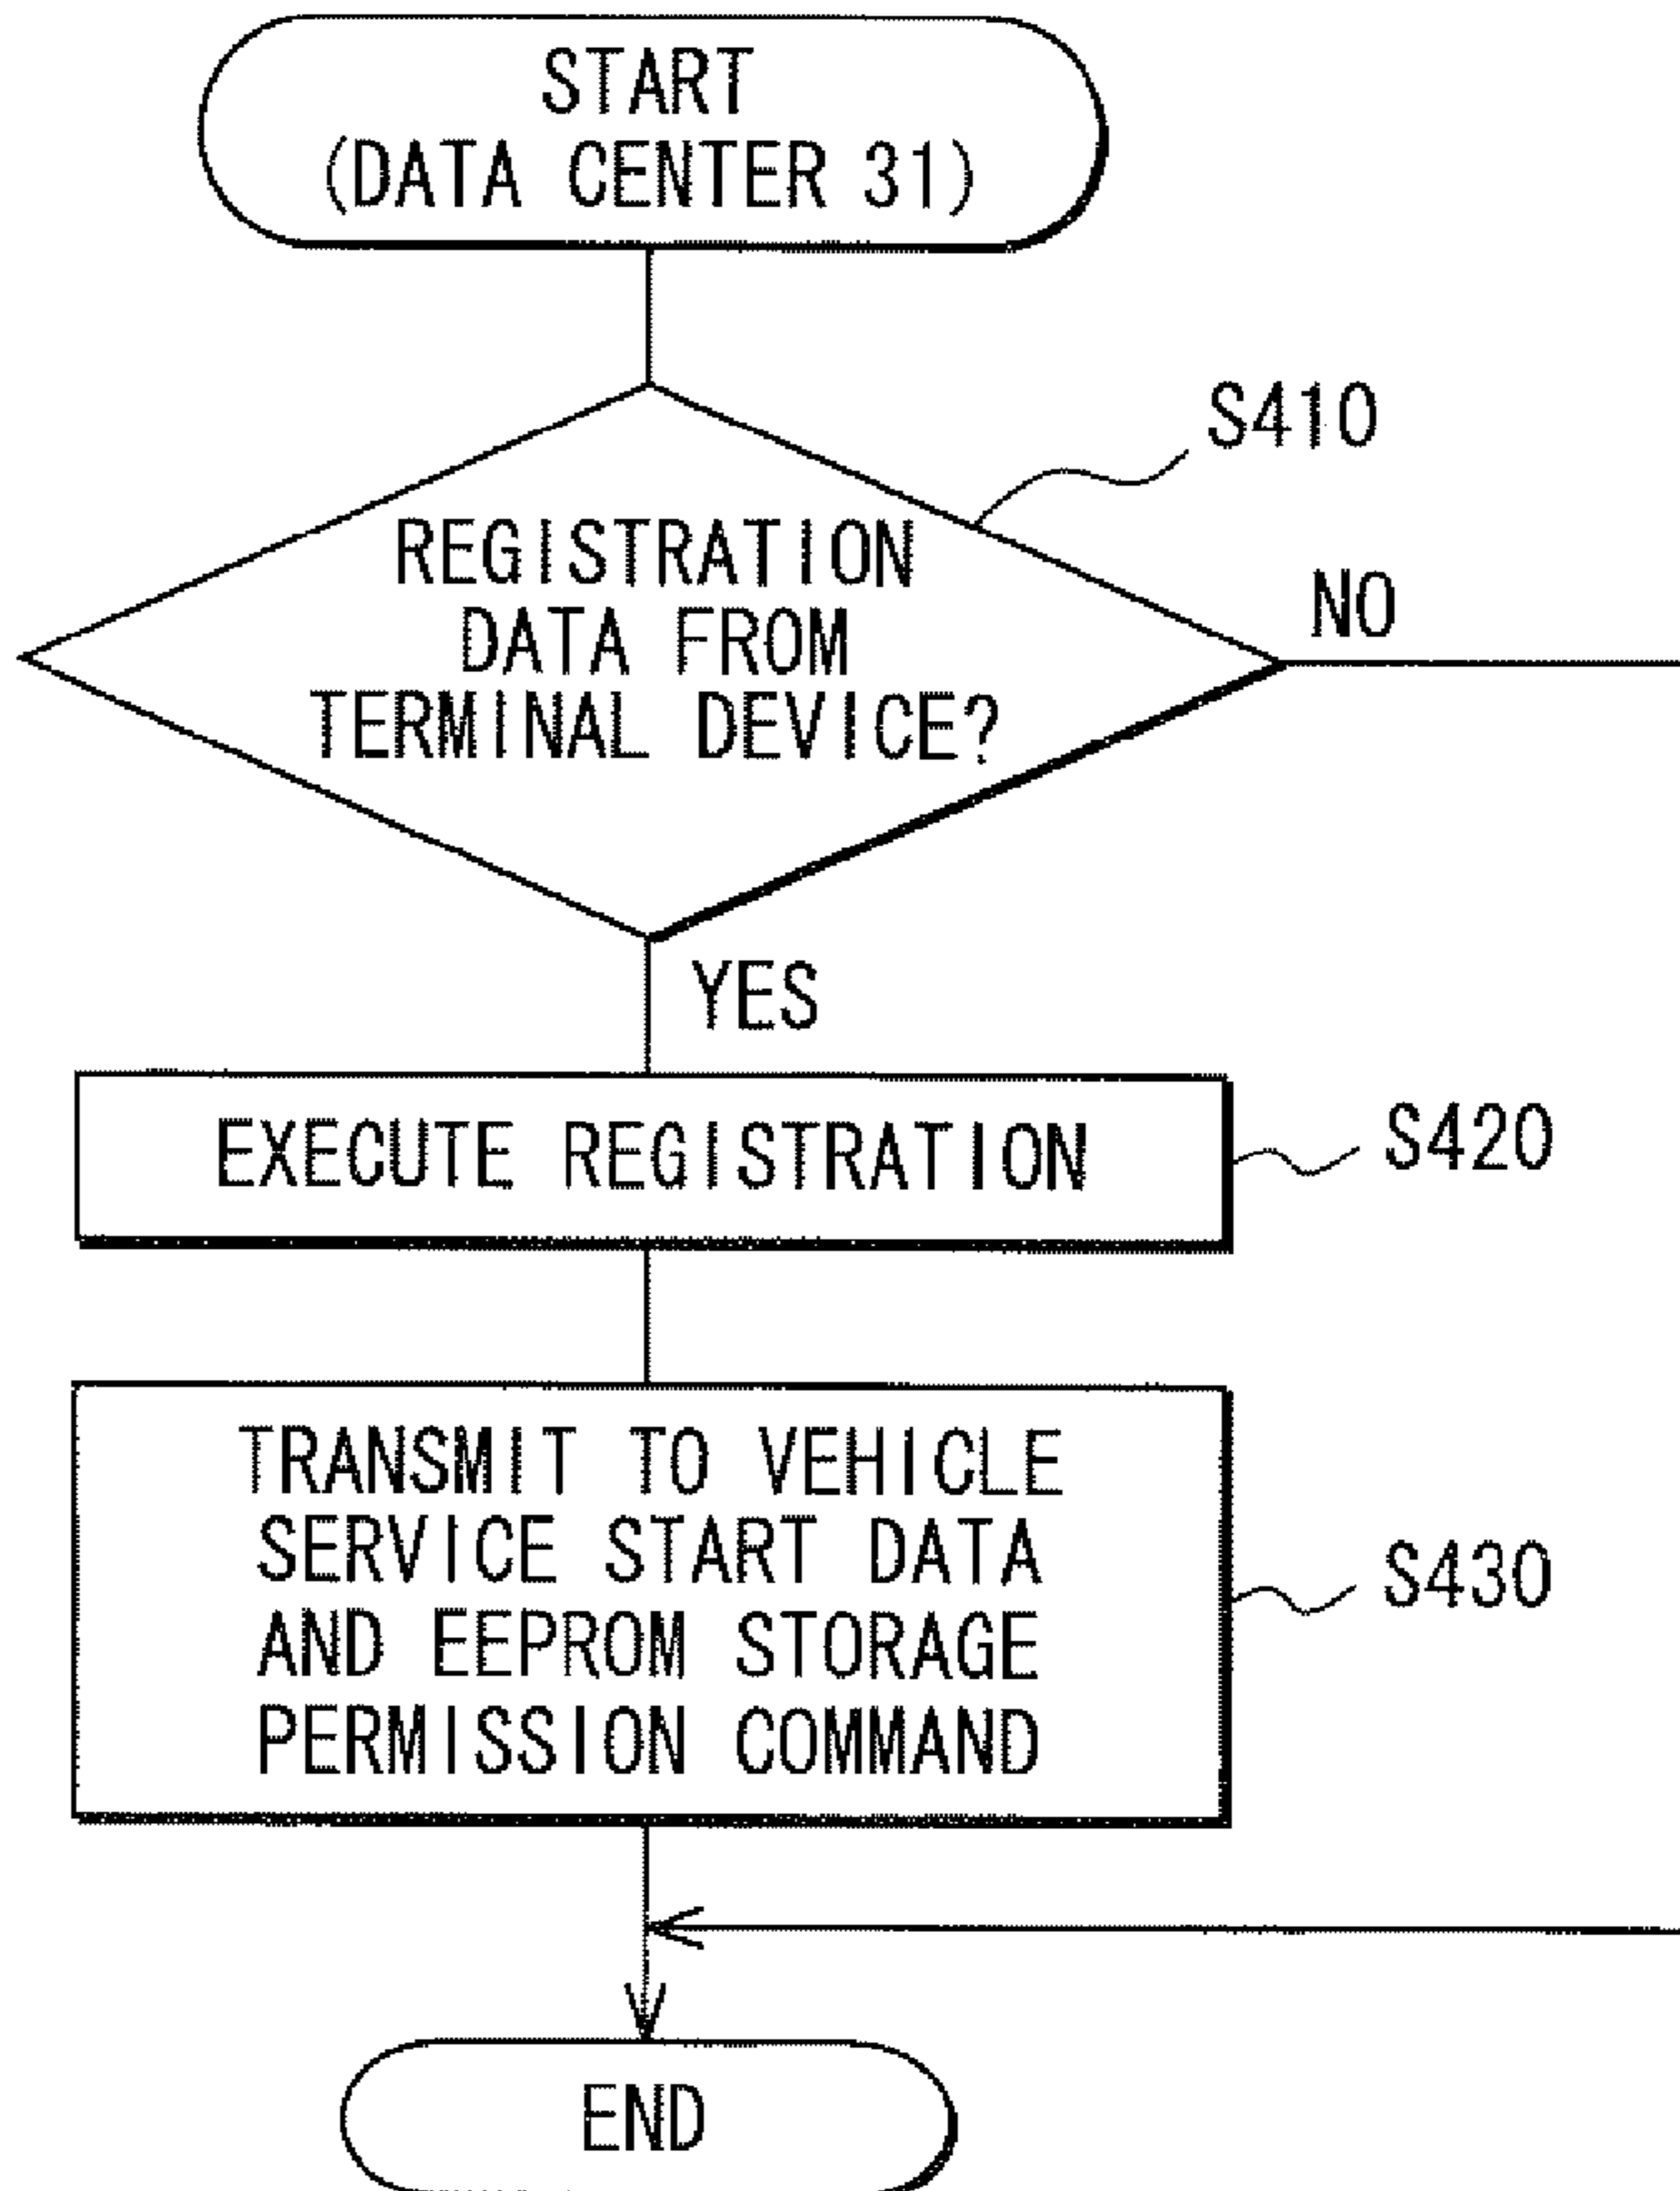 START
(DATA CENTER 31)
S410
REGISTRATION
DATA FROM
TERMINAL DEVICE?
NO
YES
EXECUTE REGISTRATION
S420
TRANSMIT TO VEHICLE
SERVICE START DATA
AND EEPROM STORAGE
PERMISSION COMMAND
S430
END